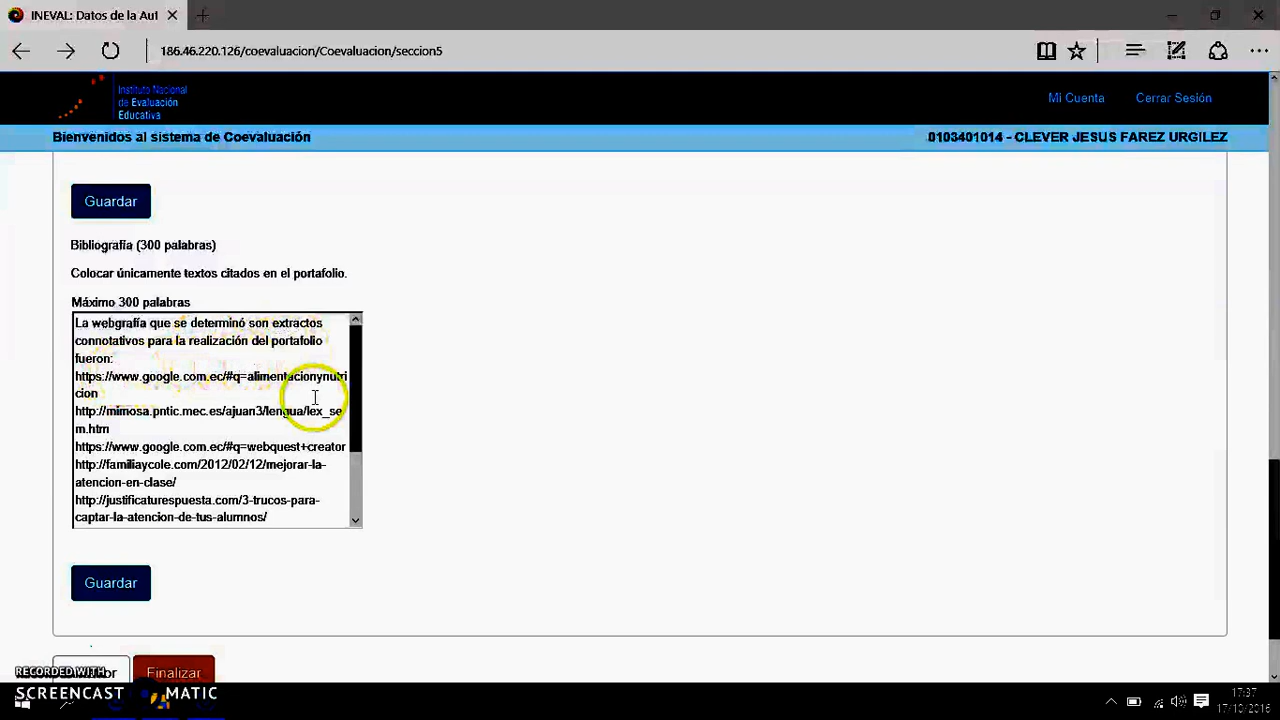 INEVAL: Datos de la Aut
186.46.220.126/coevaluacion/Coevaluacion/seccion5
Instituto Nacional
de Evaluación
Educativa
Mi Cuenta
Cerrar Sesión
Bienvenidos al sistema de Coevaluación
0103401014 - CLEVER JESUS FAREZ URGILEZ
Guardar
Bibliografía (300 palabras)
Colocar únicamente textos citados en el portafolio.
Máximo 300 palabras
La webgrafía que se determinó son extractos
connotativos para la realización del portafolio
fueron:
https://www.google.com.ec/#q=alimentacionynutri
cion
http://mimosa.pntic.mec.es/ajuan3/lengua/lex_se
m.htm
https://www.google.com.ec/#q=webquest+creator
http://familiaycole.com/2012/02/12/mejorar-la-
atencion-en-clase/
http://justificaturespuesta.com/3-trucos-para-
captar-la-atencion-de-tus-alumnos/
Guardar
Finalizar
RECORDED WITH
SCREENCAST MATIC
17:37
17/10/2016